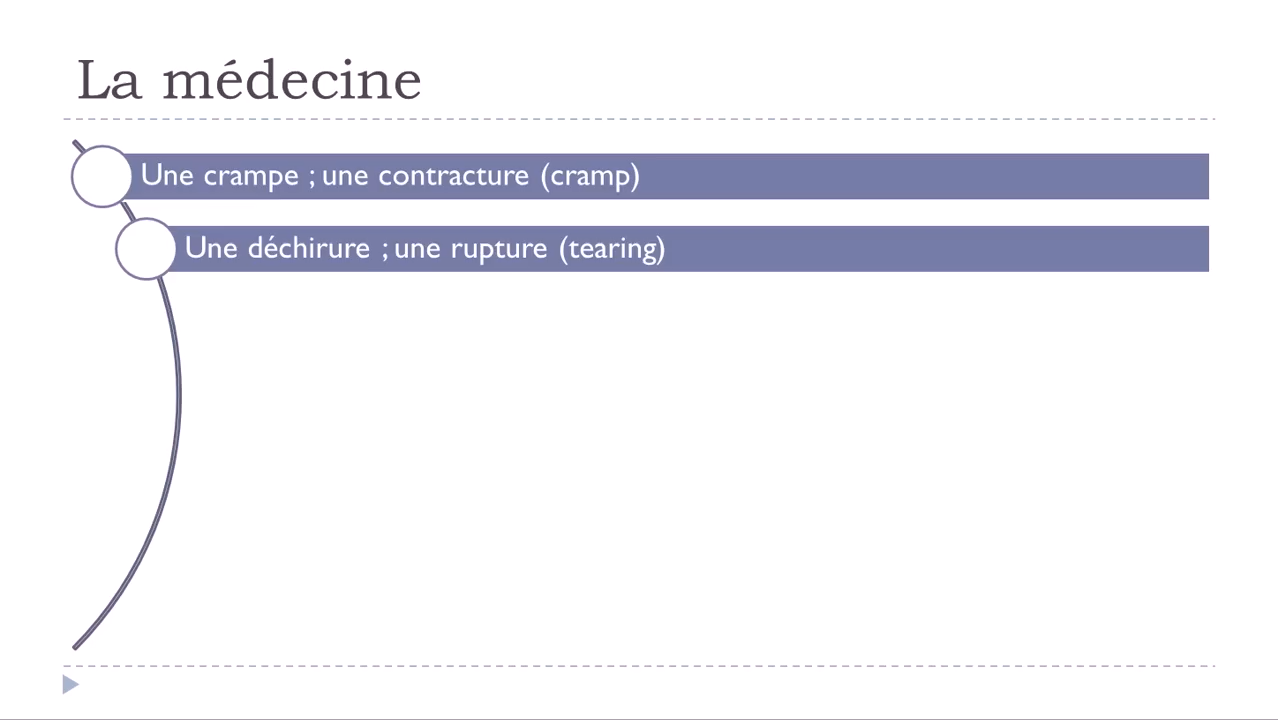 La médecine
Une crampe ; une contracture (cramp)
Une déchirure ; une rupture (tearing)